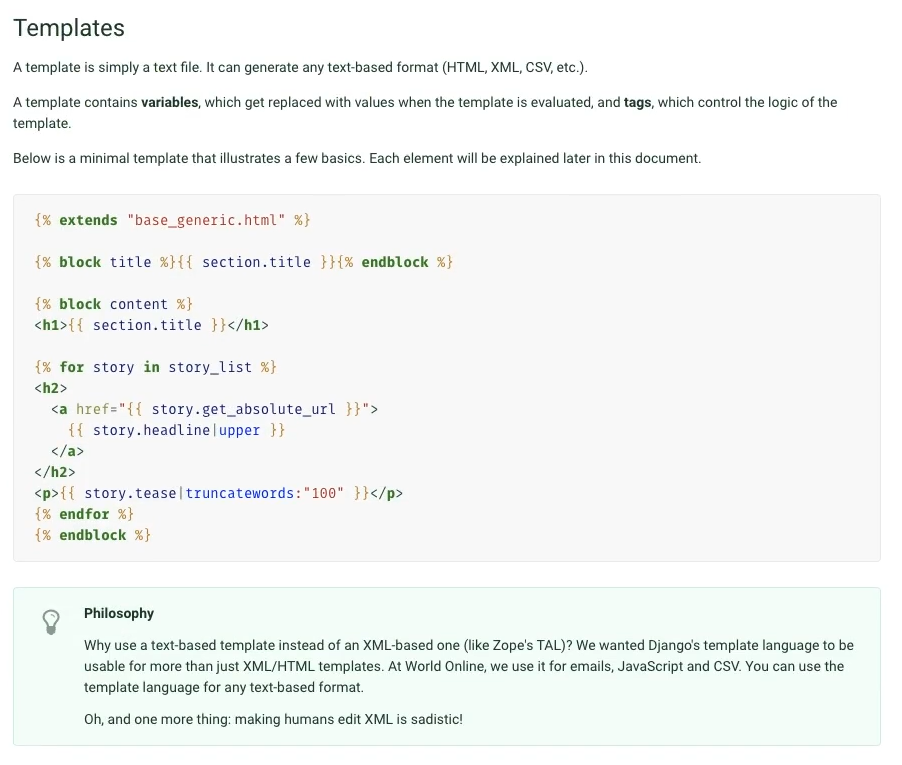 Templates
A template is simply a text file. It can generate any text-based format (HTML, XML, CSV, etc.).
A template contains variables, which get replaced with values when the template is evaluated, and tags, which control the logic of the
template.
Below is a minimal template that illustrates a few basics. Each element will be explained later in this document.
{% extends "base_generic.html" %}
{% block title %}{{ section.title }}{% endblock %}
{% block content %}
<h1>{{ section.title }}</h1>
{% for story in story_list %}
<h2>
  <a href="{{ story.get_absolute_url }}">
    {{ story.headline|upper }}
  </a>
</h2>
<p>{{ story.tease|truncatewords:"100" }}</p>
{% endfor %}
{% endblock %}
Philosophy
Why use a text-based template instead of an XML-based one (like Zope's TAL)? We wanted Django's template language to be
usable for more than just XML/HTML templates. At World Online, we use it for emails, JavaScript and CSV. You can use the
template language for any text-based format.
Oh, and one more thing: making humans edit XML is sadistic!